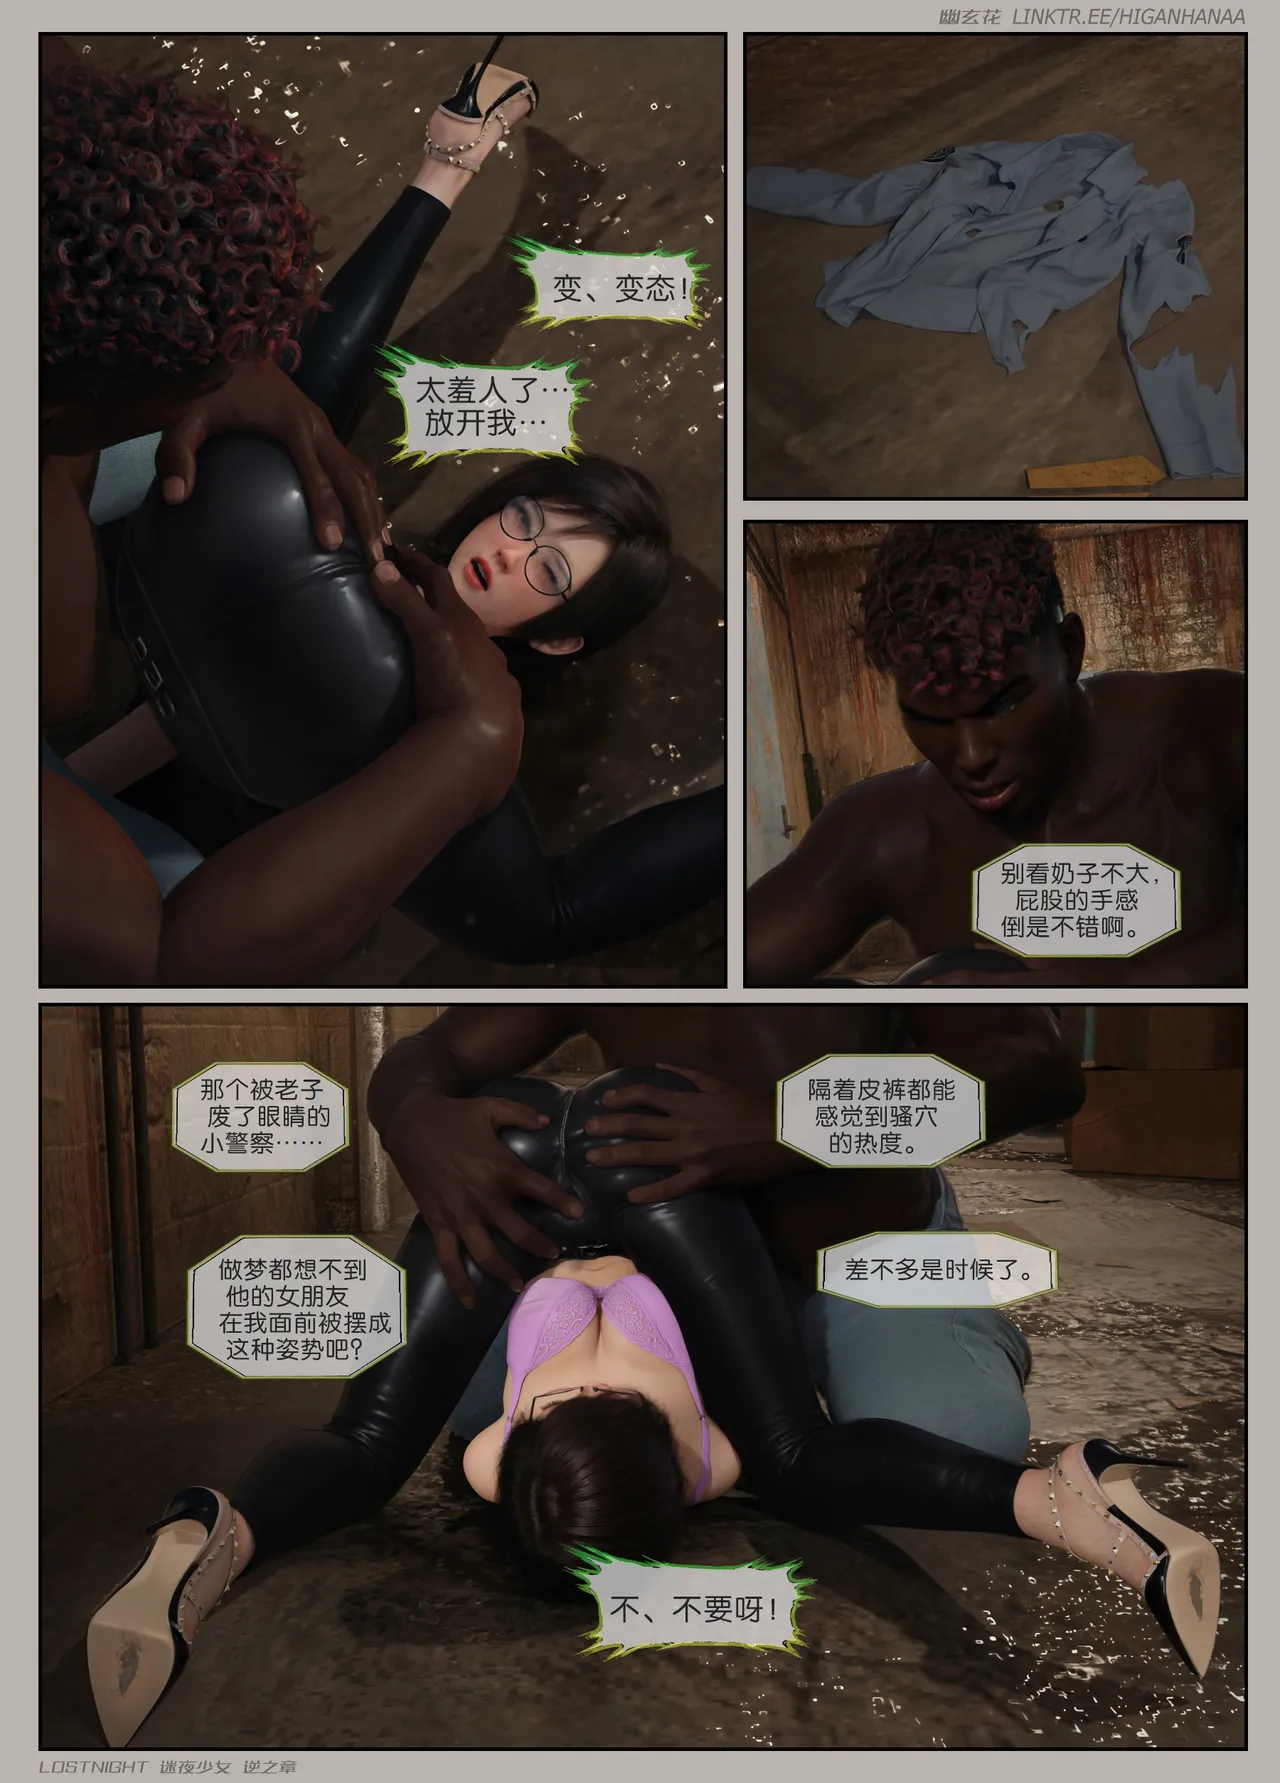 幽玄花 LINKTR.EE/HIGANHANAA
变、变态!
太羞人了…
放开我…
别看奶子不大，
屁股的手感
倒是不错啊。
那个被老子
废了眼睛的
小警察……
做梦都想不到
他的女朋友
在我面前被摆成
这种姿势吧?
隔着皮裤都能
感觉到骚穴
的热度。
差不多是时候了。
不、不要呀!
LOSTNIGHT 迷夜少女 逆之章